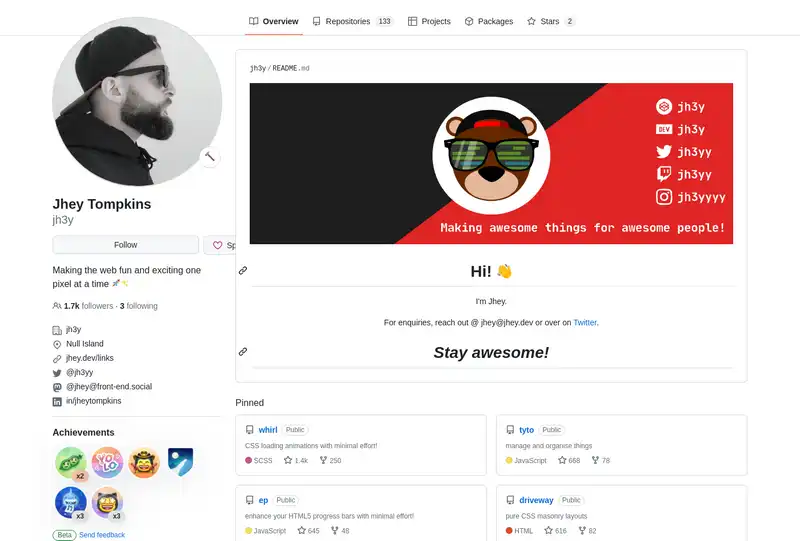 Overview
Repositories 133
Projects
Packages
Stars 2
Jhey Tompkins
jh3y
Follow
Sp
Making the web fun and exciting one
pixel at a time
1.7k followers · 3 following
jh3y
Null Island
jhey.dev/links
@jh3yy
@jhey@front-end.social
in/jheytompkins
Achievements
x2
YOLO
x3
x3
Beta Send feedback
jh3y/README.md
jh3y
DEV jh3y
jh3yy
jh3yy
jh3yyyy
Making awesome things for awesome people!
Hi! 👋
I'm Jhey.
For enquiries, reach out @ jhey@jhey.dev or over on Twitter.
Stay awesome!
Pinned
whirl Public
CSS loading animations with minimal effort!
SCSS 1.4k 250
tyto Public
manage and organise things
JavaScript 668 78
ep Public
enhance your HTML5 progress bars with minimal effort!
JavaScript 645 48
driveway Public
pure CSS masonry layouts
HTML 616 82